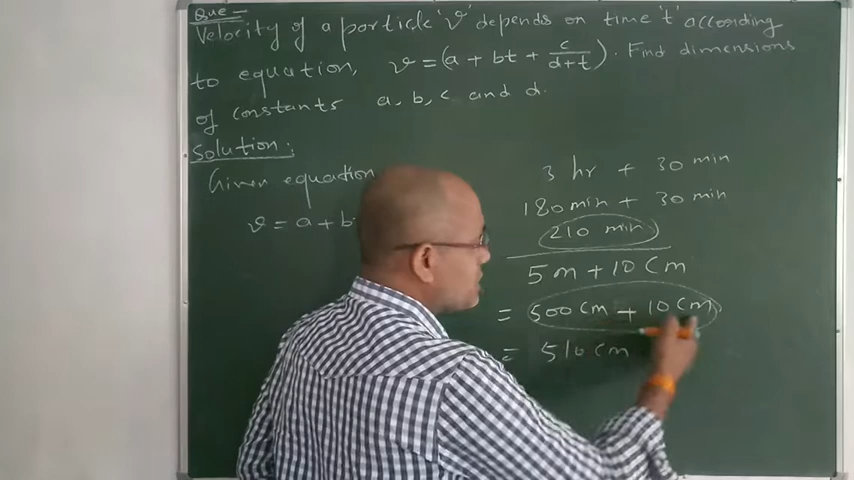 Que -
Velocity of a particle 'v' depends on time 't' according
to equation, v = (a + bt + c/(d+t)). Find dimensions
of constants a, b, c and d.
Solution:
Given equation
v = a + b
3 hr + 30 min
180 min + 30 min
210 min
5 m + 10 cm
= 500 cm + 10 cm
= 510 cm